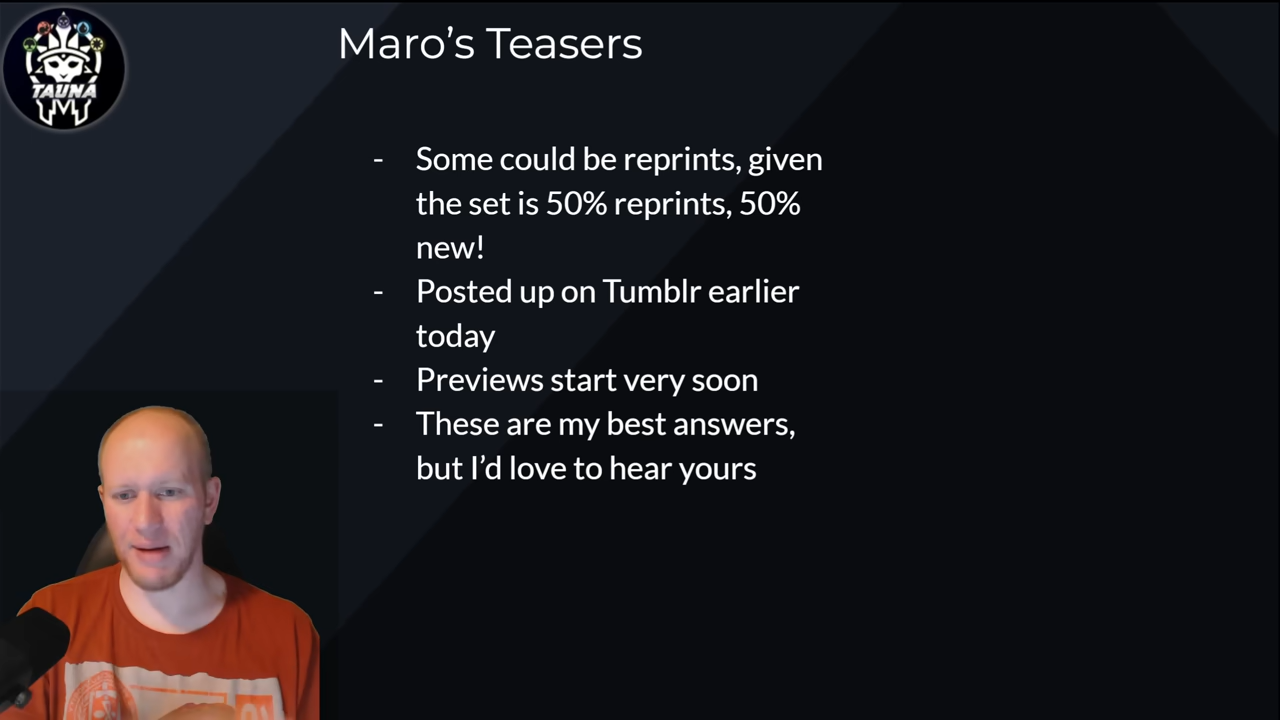 Maro's Teasers
TAUNA
- Some could be reprints, given
the set is 50% reprints, 50%
new!
- Posted up on Tumblr earlier
today
- Previews start very soon
- These are my best answers,
but I'd love to hear yours